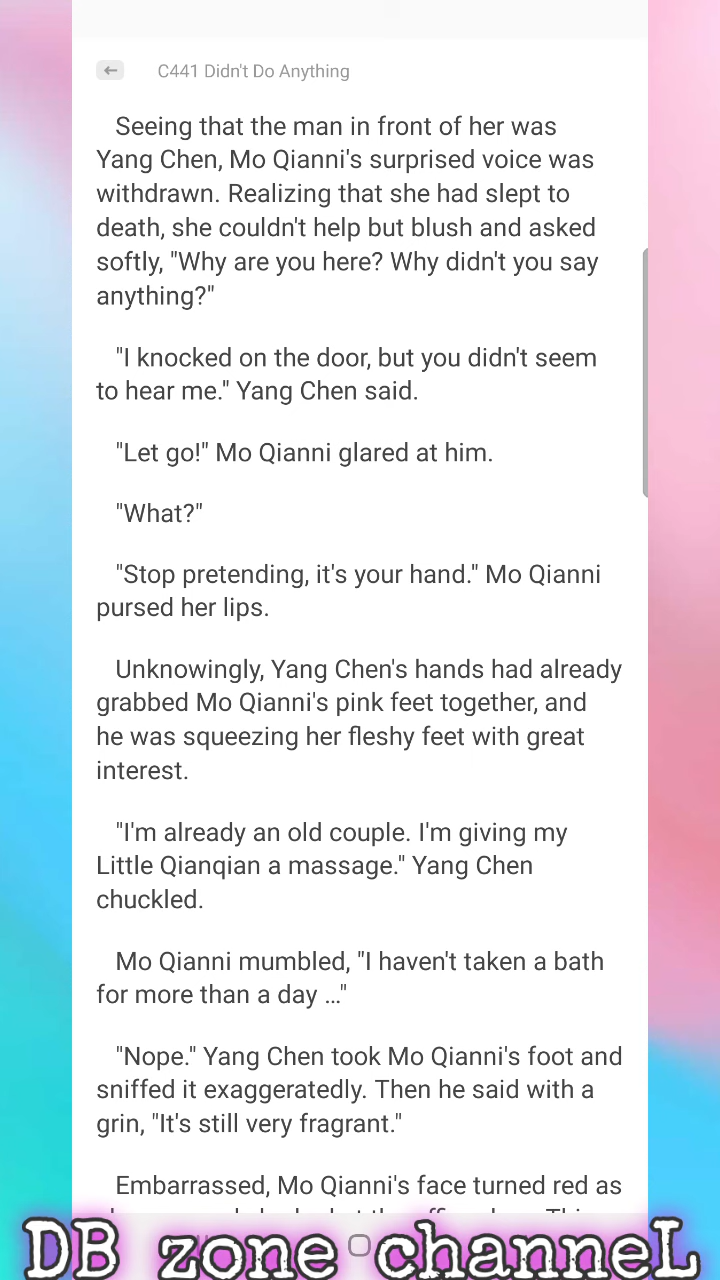 C441 Didn't Do Anything
Seeing that the man in front of her was
Yang Chen, Mo Qianni's surprised voice was
withdrawn. Realizing that she had slept to
death, she couldn't help but blush and asked
softly, "Why are you here? Why didn't you say
anything?"
"I knocked on the door, but you didn't seem
to hear me." Yang Chen said.
"Let go!" Mo Qianni glared at him.
"What?"
"Stop pretending, it's your hand." Mo Qianni
pursed her lips.
Unknowingly, Yang Chen's hands had already
grabbed Mo Qianni's pink feet together, and
he was squeezing her fleshy feet with great
interest.
"I'm already an old couple. I'm giving my
Little Qianqian a massage." Yang Chen
chuckled.
Mo Qianni mumbled, "I haven't taken a bath
for more than a day ..."
"Nope." Yang Chen took Mo Qianni's foot and
sniffed it exaggeratedly. Then he said with a
grin, "It's still very fragrant."
Embarrassed, Mo Qianni's face turned red as
DB zone channeL